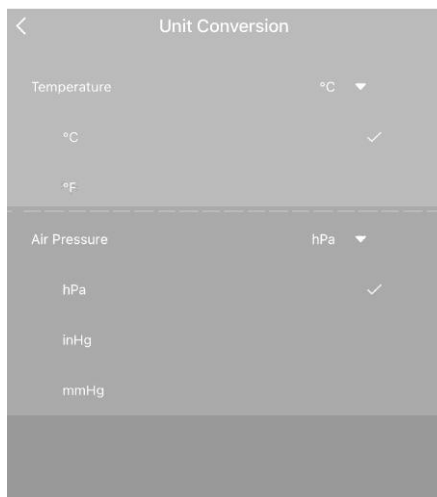 Unit Conversion
Temperature °C
°C
°F
Air Pressure hPa
hPa
inHg
mmHg